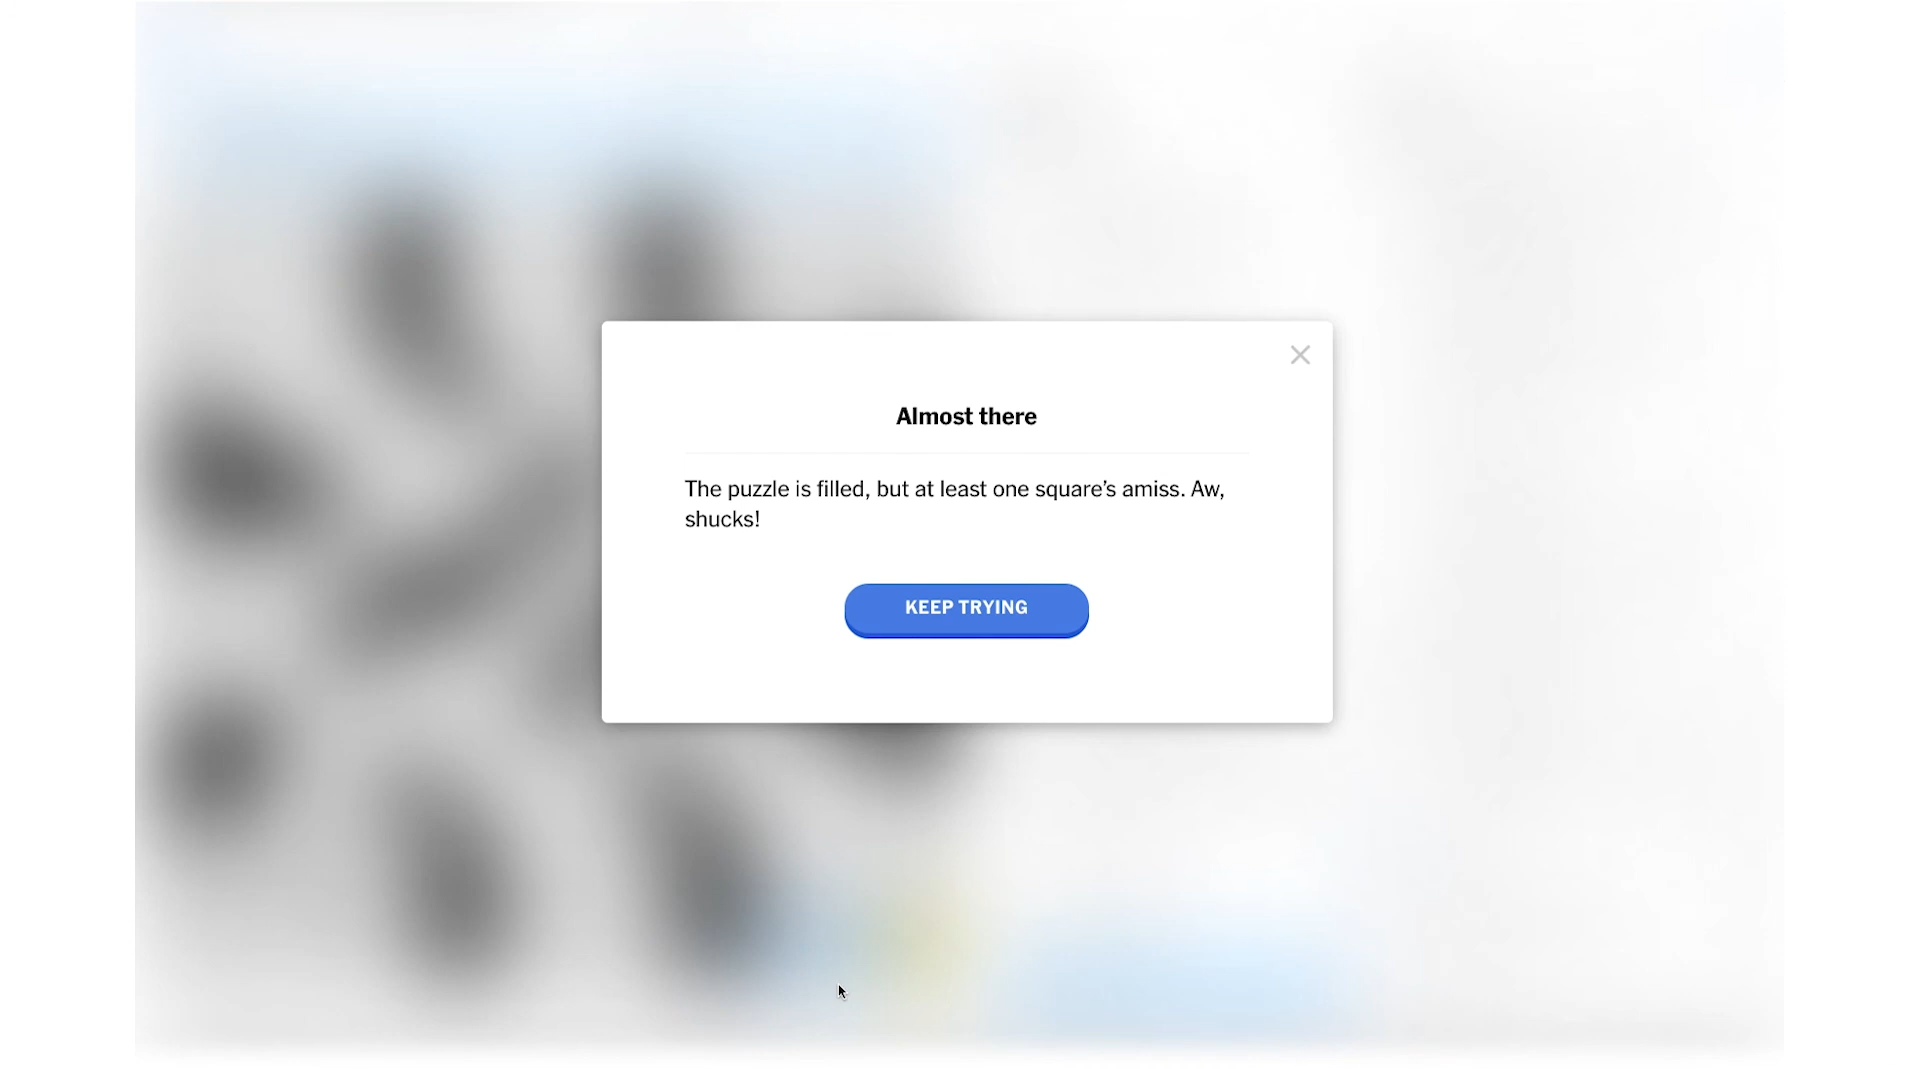 Almost there
The puzzle is filled, but at least one square’s amiss. Aw,
shucks!
KEEP TRYING